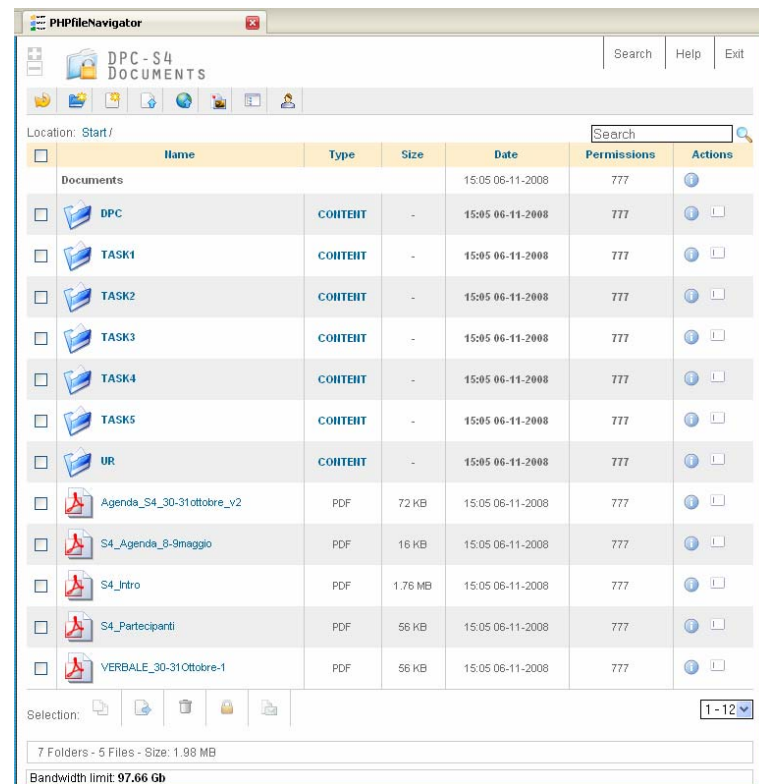 PHPfileNavigator
DPC-S4
DOCUMENTS
Search Help Exit
Location: Start/
Search
Name Type Size Date Permissions Actions
Documents 15:05 06-11-2008 777
DPC CONTENT - 15:05 06-11-2008 777
TASK1 CONTENT - 15:05 06-11-2008 777
TASK2 CONTENT - 15:05 06-11-2008 777
TASK3 CONTENT - 15:05 06-11-2008 777
TASK4 CONTENT - 15:05 06-11-2008 777
TASK5 CONTENT - 15:05 06-11-2008 777
UR CONTENT - 15:05 06-11-2008 777
Agenda_S4_30-31ottobre_v2 PDF 72 KB 15:05 06-11-2008 777
S4_Agenda_8-9maggio PDF 16 KB 15:05 06-11-2008 777
S4_Intro PDF 1.76 MB 15:05 06-11-2008 777
S4_Partecipanti PDF 56 KB 15:05 06-11-2008 777
VERBALE_30-31Ottobre-1 PDF 56 KB 15:05 06-11-2008 777
Selection: 1 - 12
7 Folders - 5 Files - Size: 1.98 MB
Bandwidth limit: 97.66 Gb